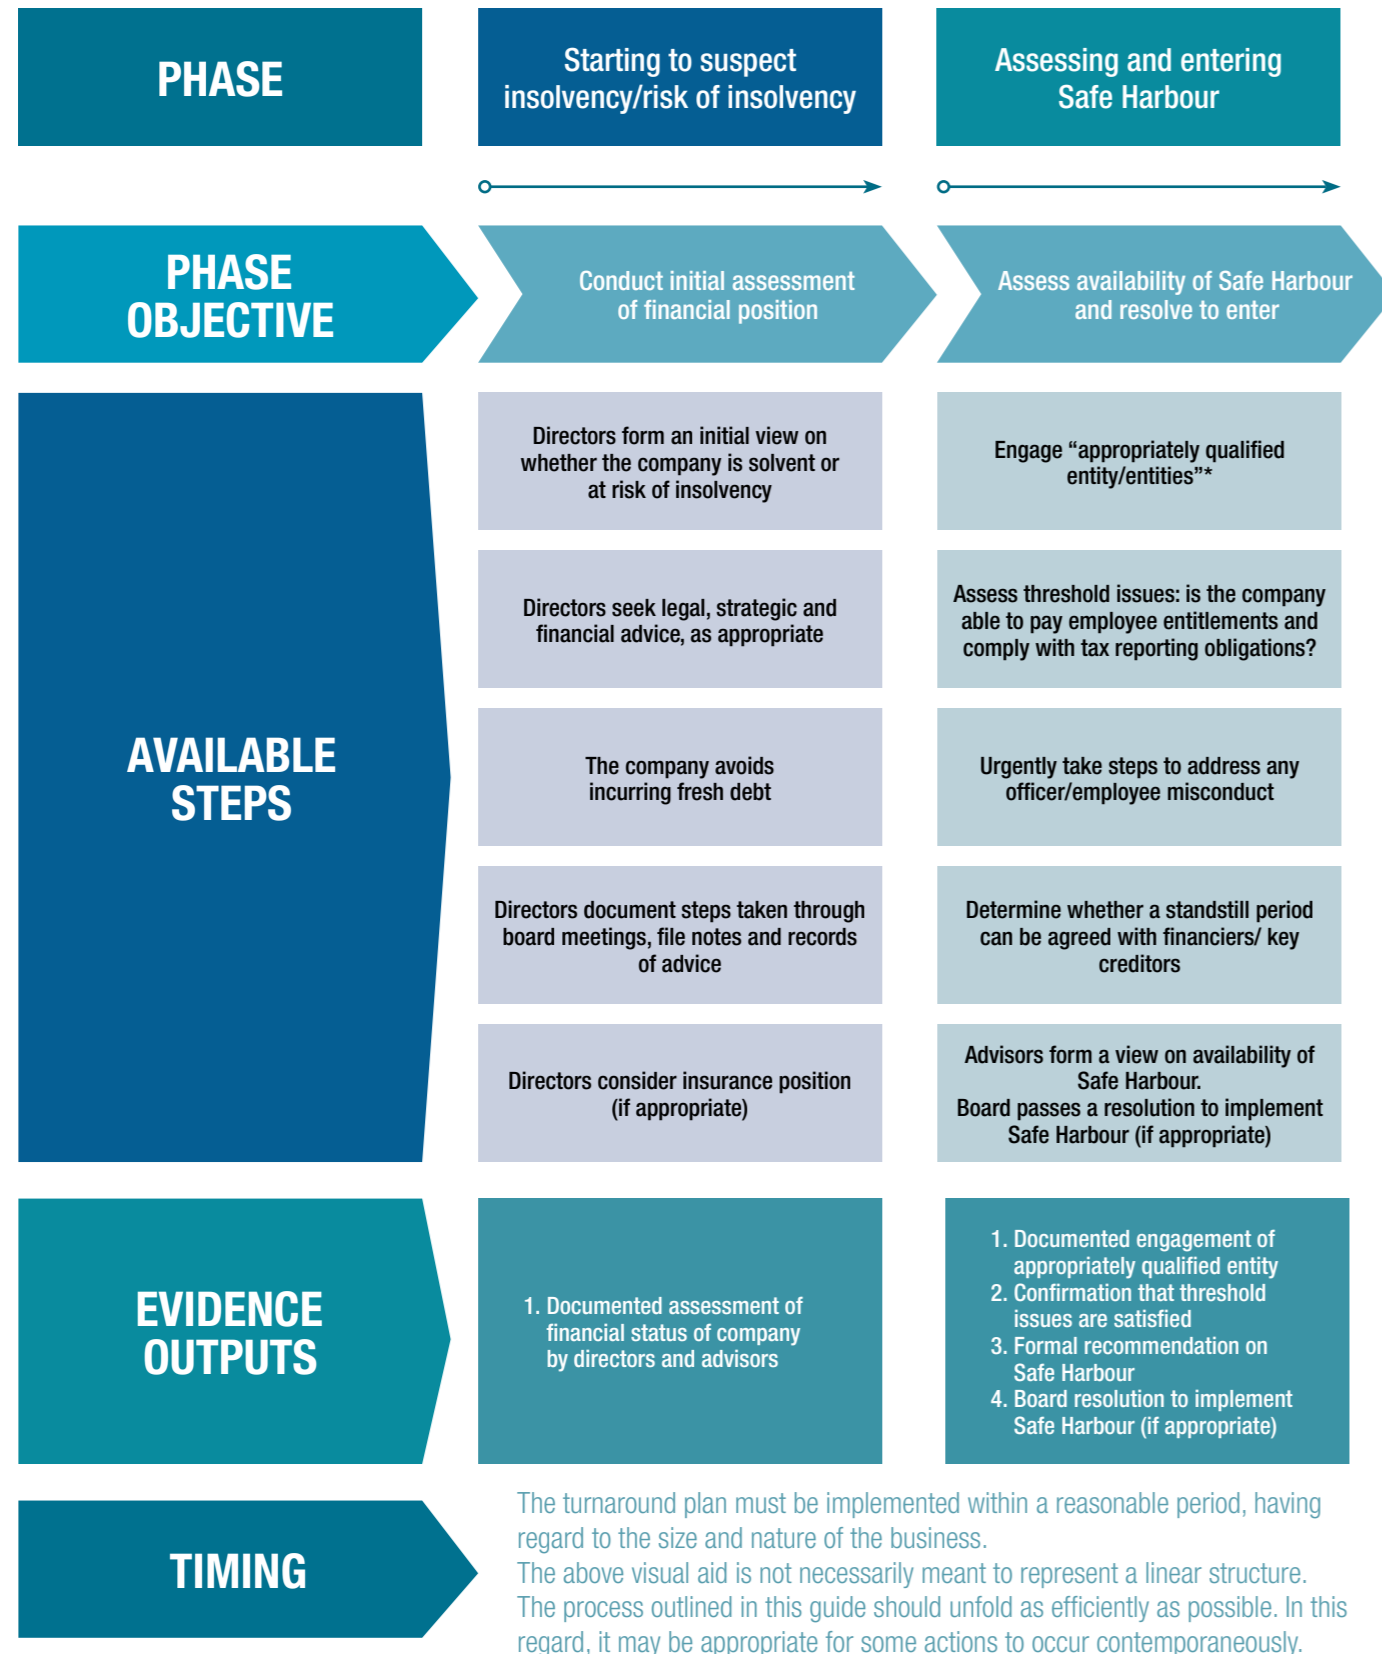 PHASE
Starting to suspect
insolvency/risk of insolvency
Assessing and entering
Safe Harbour
PHASE
OBJECTIVE
Conduct initial assessment
of financial position
Assess availability of Safe Harbour
and resolve to enter
AVAILABLE
STEPS
Directors form an initial view on
whether the company is solvent or
at risk of insolvency
Directors seek legal, strategic and
financial advice, as appropriate
The company avoids
incurring fresh debt
Directors document steps taken through
board meetings, file notes and records
of advice
Directors consider insurance position
(if appropriate)
Engage “appropriately qualified
entity/entities”*
Assess threshold issues: is the company
able to pay employee entitlements and
comply with tax reporting obligations?
Urgently take steps to address any
officer/employee misconduct
Determine whether a standstill period
can be agreed with financiers/ key
creditors
Advisors form a view on availability of
Safe Harbour.
Board passes a resolution to implement
Safe Harbour (if appropriate)
EVIDENCE
OUTPUTS
1. Documented assessment of
financial status of company
by directors and advisors
1. Documented engagement of
appropriately qualified entity
2. Confirmation that threshold
issues are satisfied
3. Formal recommendation on
Safe Harbour
4. Board resolution to implement
Safe Harbour (if appropriate)
TIMING
The turnaround plan must be implemented within a reasonable period, having
regard to the size and nature of the business.
The above visual aid is not necessarily meant to represent a linear structure.
The process outlined in this guide should unfold as efficiently as possible. In this
regard, it may be appropriate for some actions to occur contemporaneously.